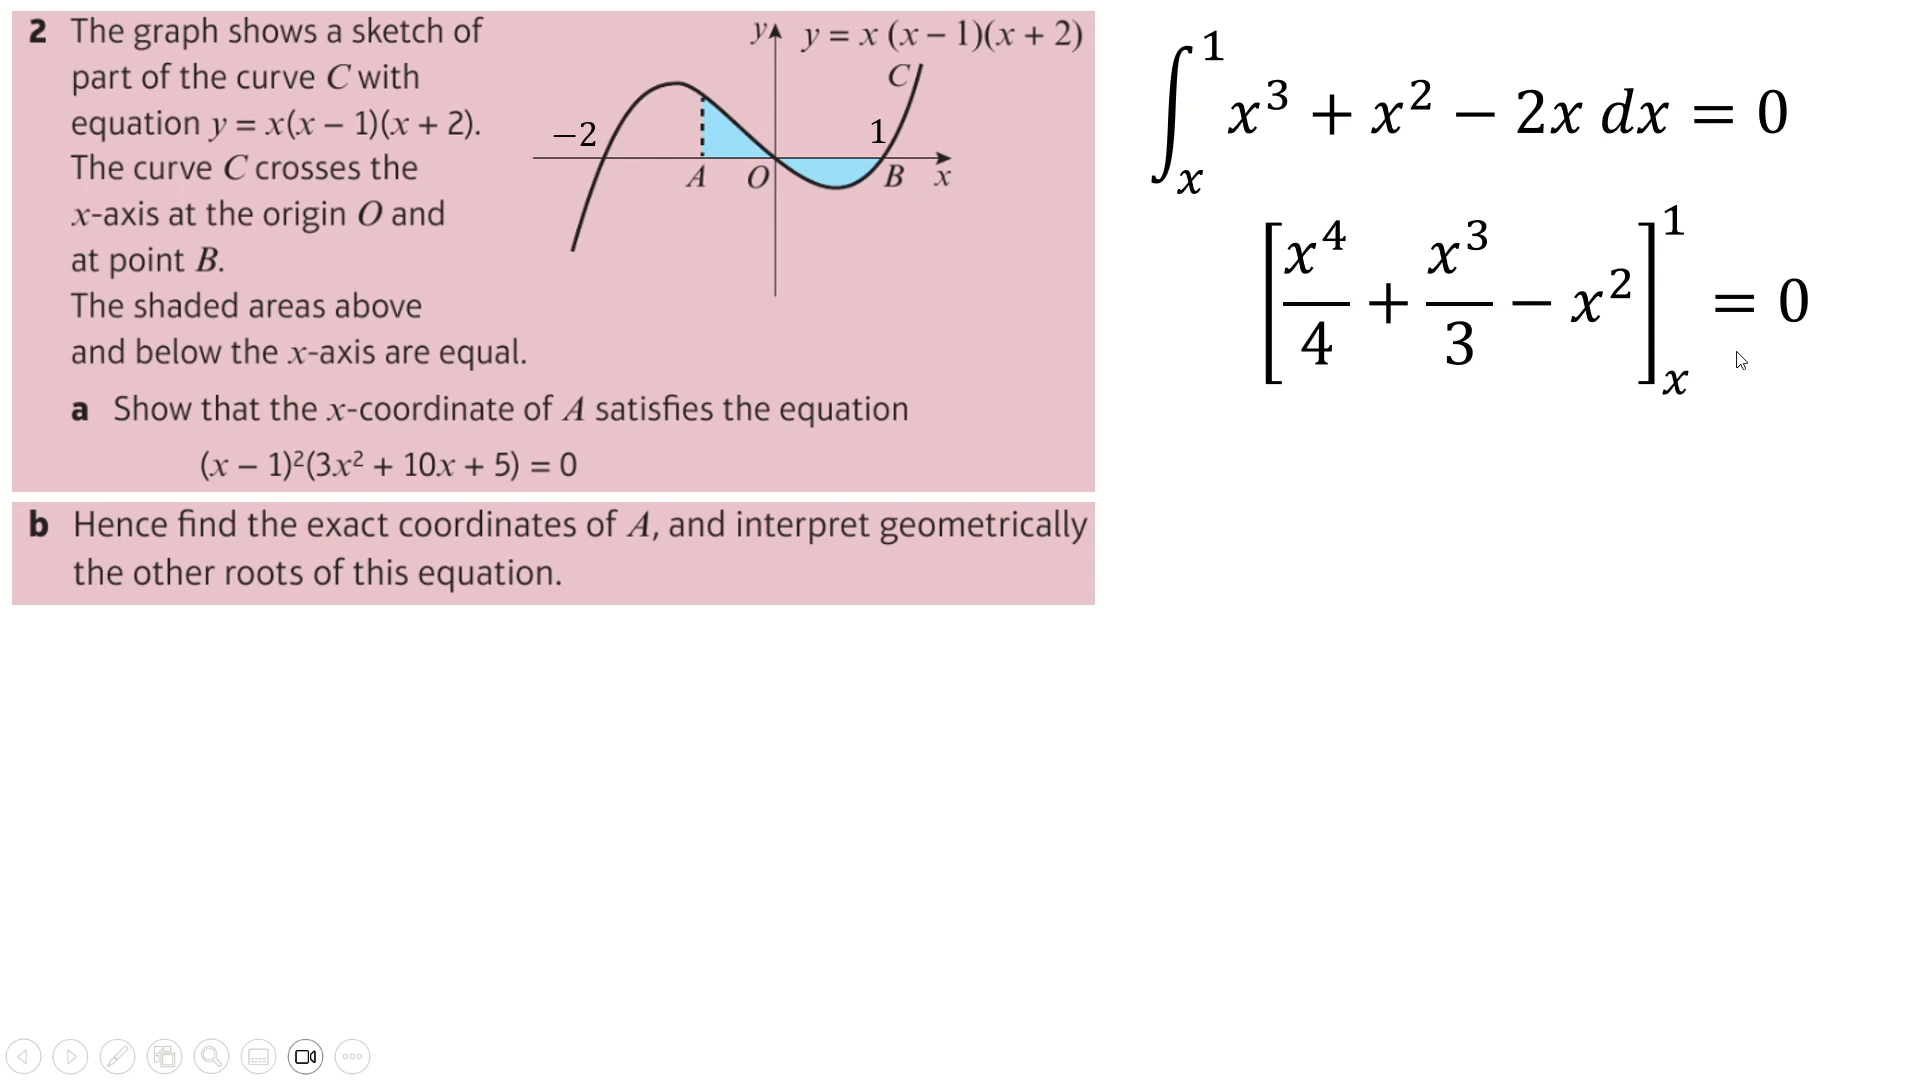 2 The graph shows a sketch of
part of the curve C with
equation y = x(x − 1)(x + 2).
The curve C crosses the
x-axis at the origin O and
at point B.
The shaded areas above
and below the x-axis are equal.
y y = x (x − 1)(x + 2)
C
−2 1
A O B x
a Show that the x-coordinate of A satisfies the equation
(x − 1)²(3x² + 10x + 5) = 0
b Hence find the exact coordinates of A, and interpret geometrically
the other roots of this equation.
∫ₓ¹ x³ + x² − 2x dx = 0
[x⁴/4 + x³/3 − x²]ₓ¹ = 0